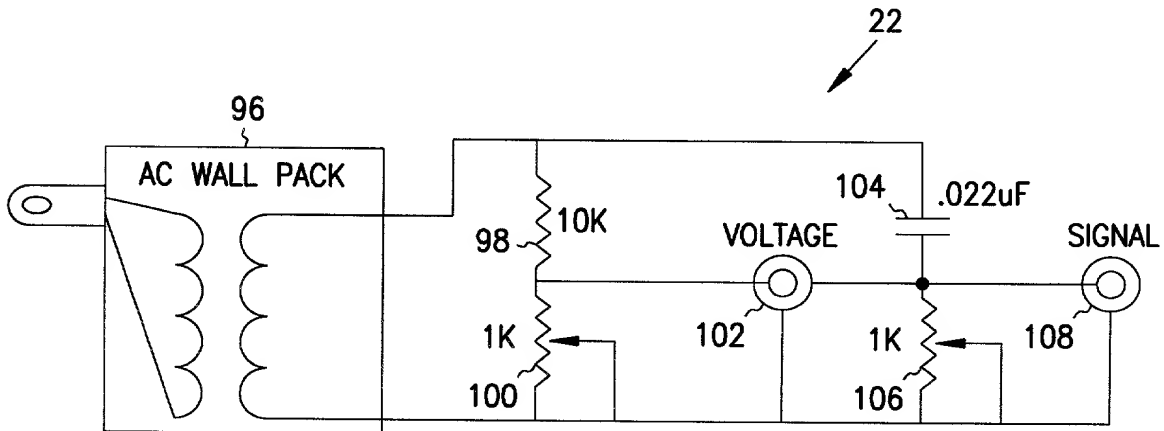 22
96
AC WALL PACK
104
.022uF
10K
98
VOLTAGE
SIGNAL
102
108
1K
1K
100
106